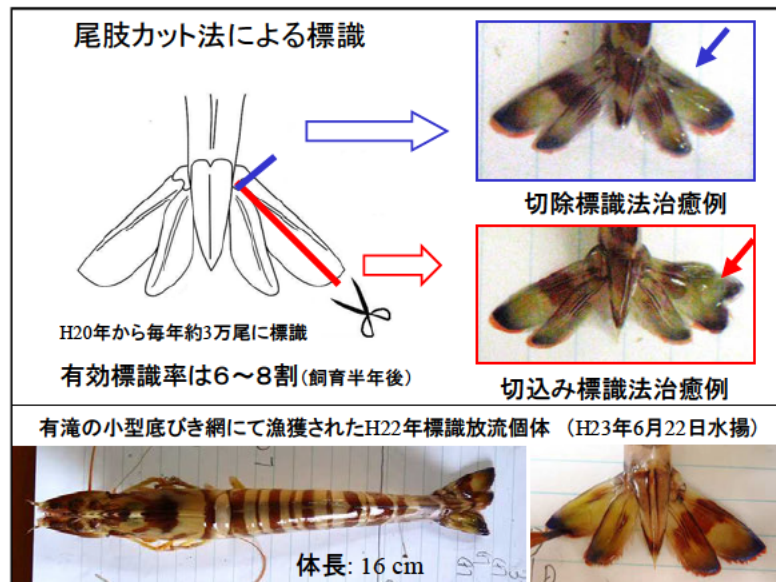 尾肢カット法による標識
切除標識法治癒例
H20年から毎年約3万尾に標識
有効標識率は6～8割(飼育半年後)
切込み標識法治癒例
有滝の小型底びき網にて漁獲されたH22年標識放流個体 (H23年6月22日水揚)
体長: 16 cm